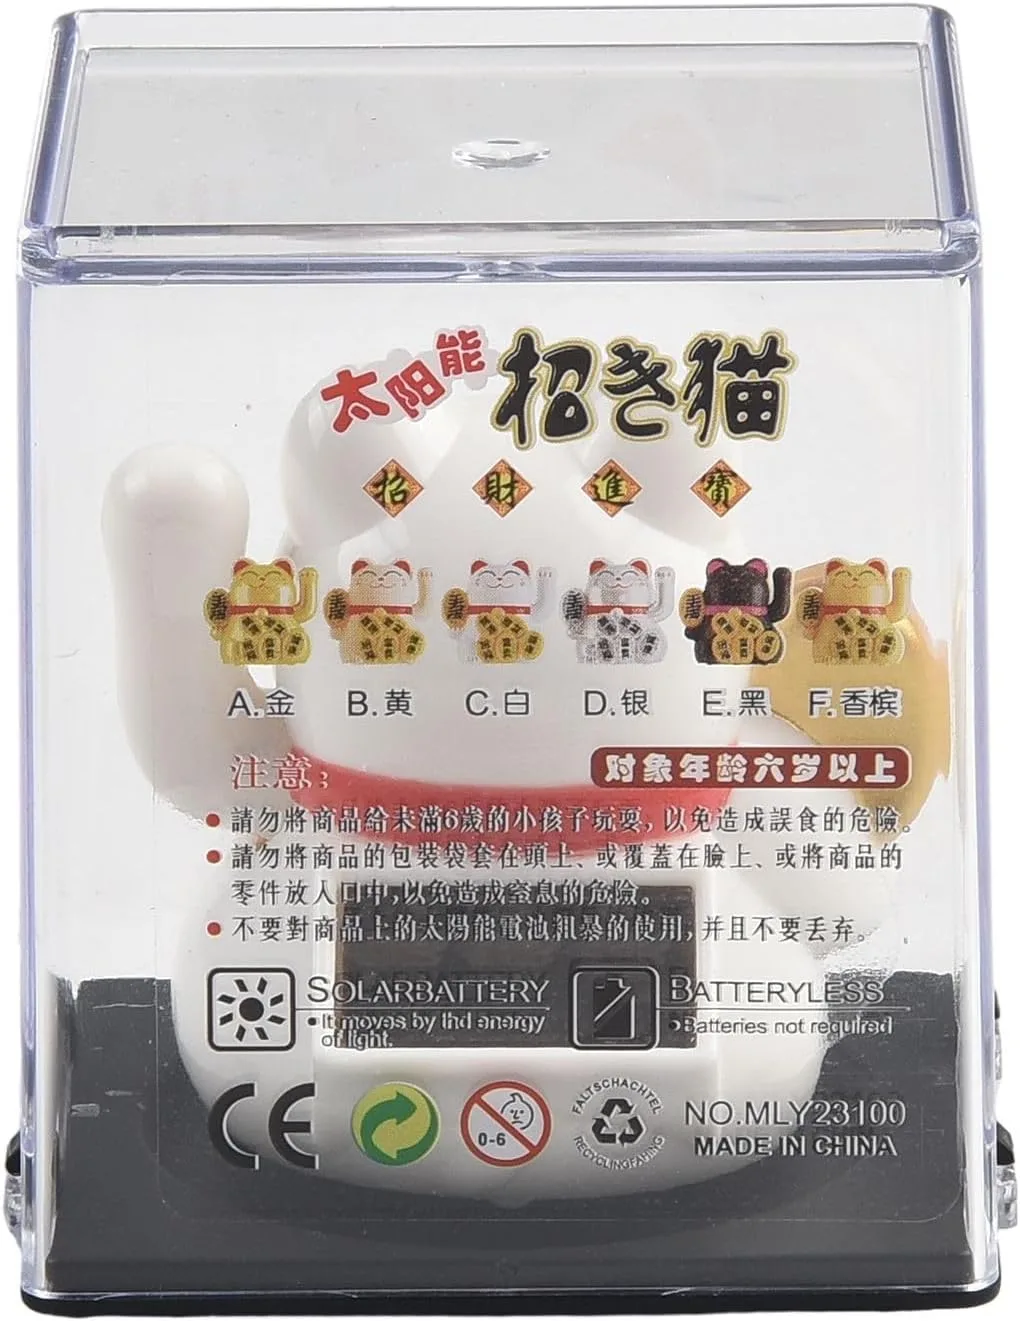 太阳能 招き猫
招 財 進 寶
A.金 B.黄 C.白 D.银 E.黑 F.香槟
注意:
对象年龄六岁以上
• 請勿將商品給未滿6歲的小孩子玩耍, 以免造成誤食的危險。
• 請勿將商品的包裝袋套在頭上、或覆蓋在臉上、或將商品的
零件放入口中,以免造成窒息的危險。
• 不要對商品上的太陽能電池粗暴的使用, 并且不要丢弃。
SOLARBATTERY
• It moves by thd energy
of light.
BATTERYLESS
• Batteries not required
CE
0-6
FALTSCHACHTEL
RECYCLINGFAHING
NO.MLY23100
MADE IN CHINA